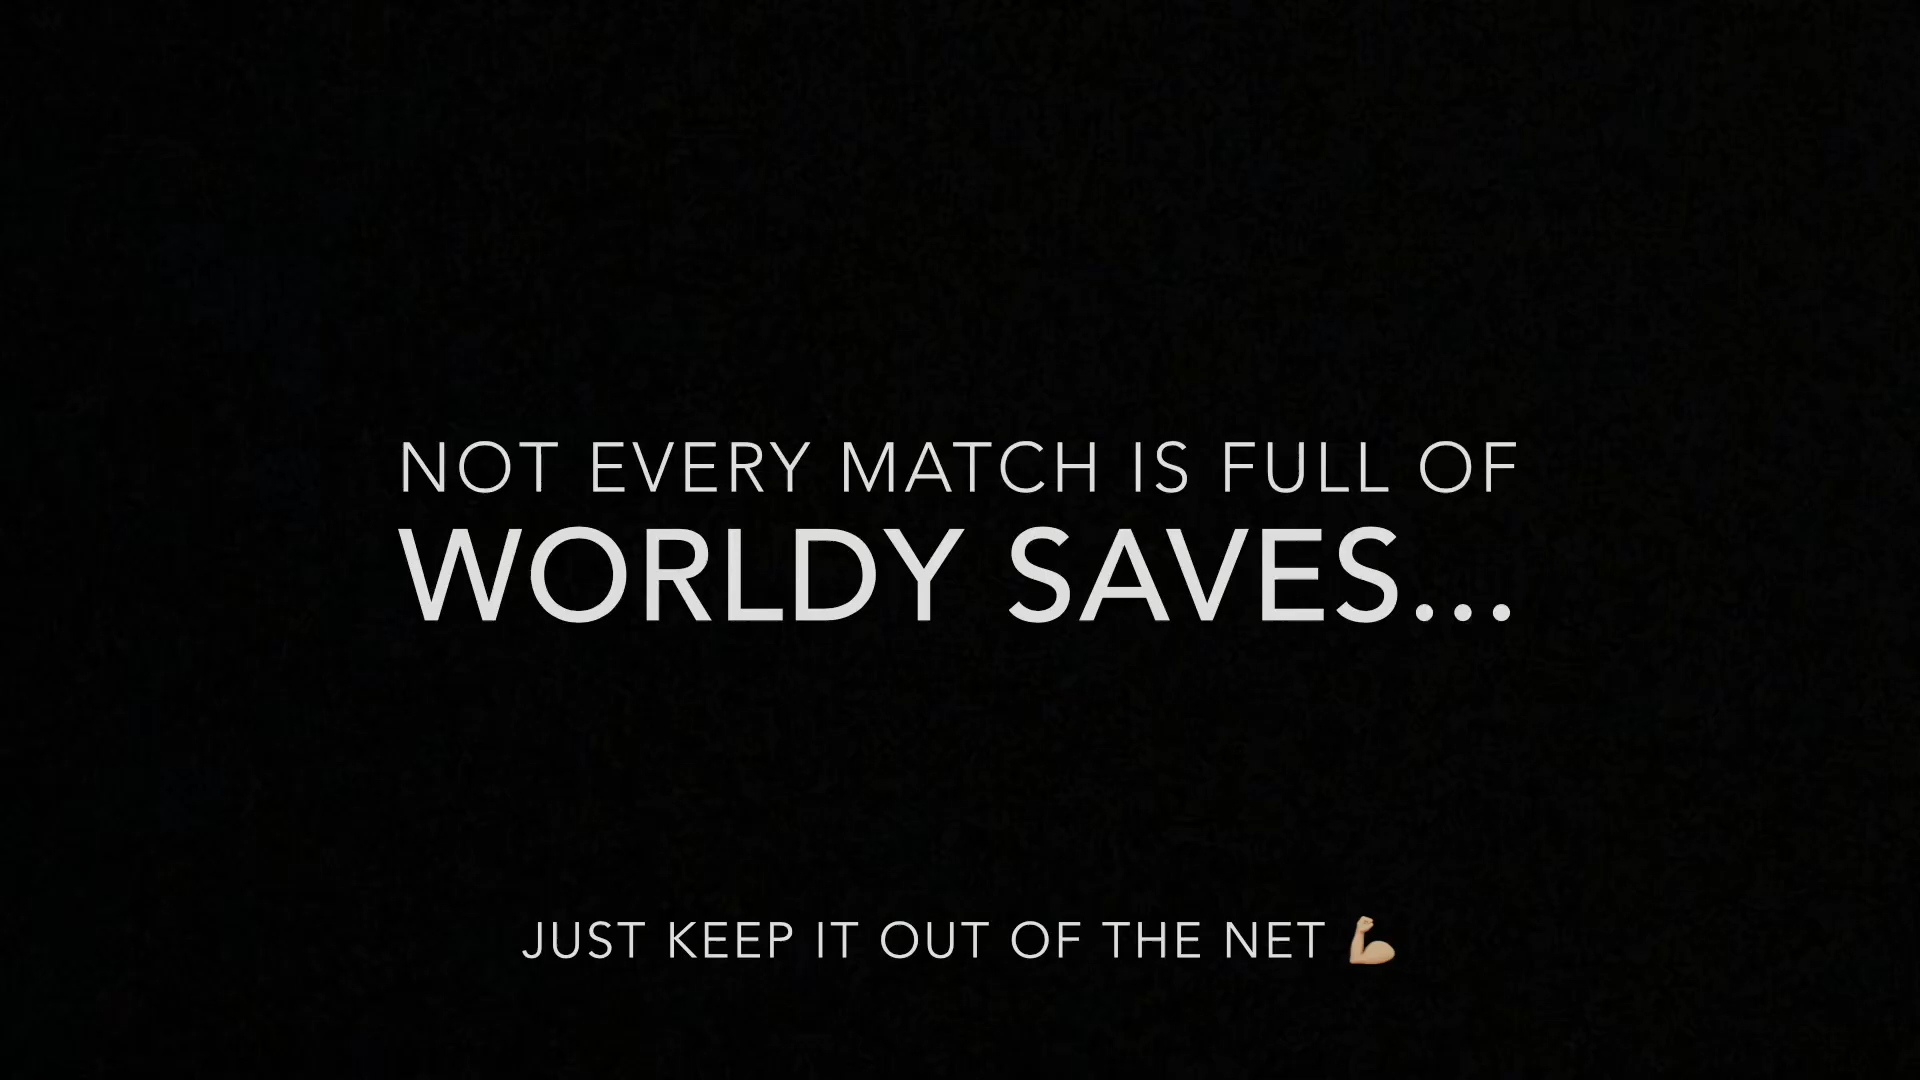 NOT EVERY MATCH IS FULL OF
WORLDY SAVES...
JUST KEEP IT OUT OF THE NET 💪🏼